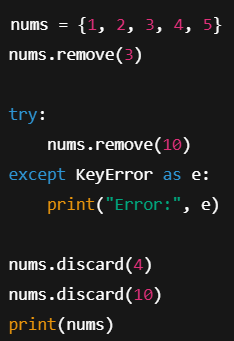 nums = {1, 2, 3, 4, 5}
nums.remove(3)

try:
    nums.remove(10)
except KeyError as e:
    print("Error:", e)

nums.discard(4)
nums.discard(10)
print(nums)